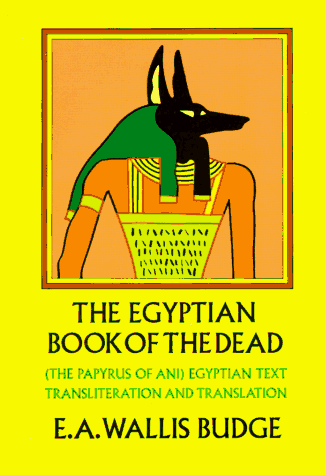 THE EGYPTIAN
BOOK OF THE DEAD
(THE PAPYRUS OF ANI) EGYPTIAN TEXT
TRANSLITERATION AND TRANSLATION
E.A. WALLIS BUDGE